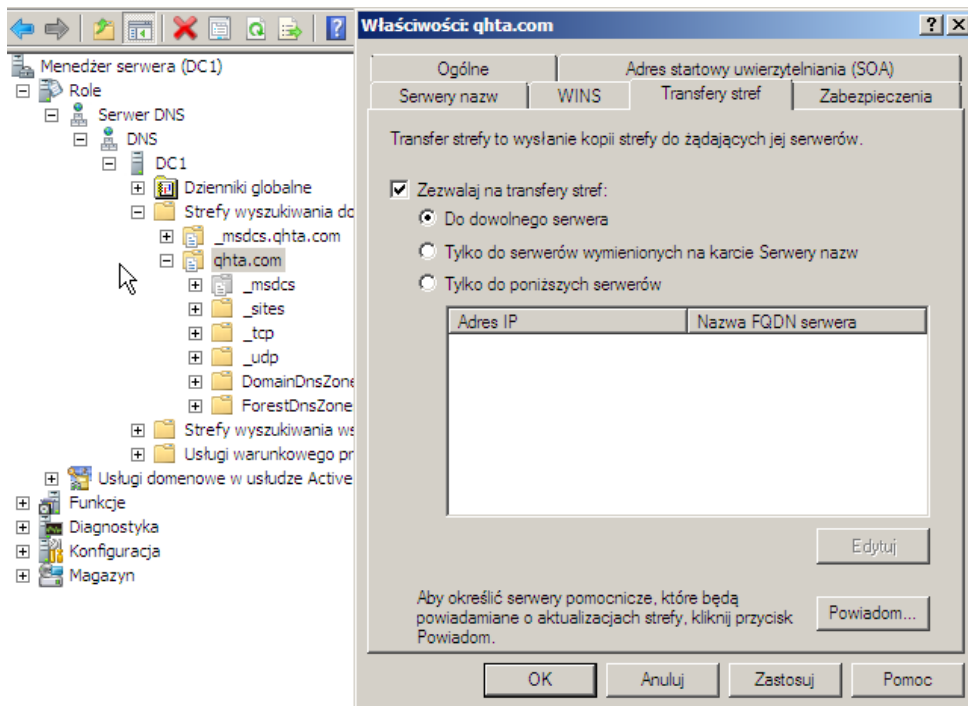 Właściwości: qhta.com
Menedżer serwera (DC1)
Role
Serwer DNS
DNS
DC1
Dzienniki globalne
Strefy wyszukiwania do
_msdcs.qhta.com
qhta.com
_msdcs
_sites
_tcp
_udp
DomainDnsZone
ForestDnsZone
Strefy wyszukiwania ws
Usługi warunkowego pr
Usługi domenowe w usłudze Active
Funkcje
Diagnostyka
Konfiguracja
Magazyn
Ogólne Adres startowy uwierzytelniania (SOA)
Serwery nazw WINS Transfery stref Zabezpieczenia
Transfer strefy to wysłanie kopii strefy do żądających jej serwerów.
Zezwalaj na transfery stref:
Do dowolnego serwera
Tylko do serwerów wymienionych na karcie Serwery nazw
Tylko do poniższych serwerów
Adres IP Nazwa FQDN serwera
Edytuj
Aby określić serwery pomocnicze, które będą
powiadamiane o aktualizacjach strefy, kliknij przycisk
Powiadom.
Powiadom...
OK Anuluj Zastosuj Pomoc